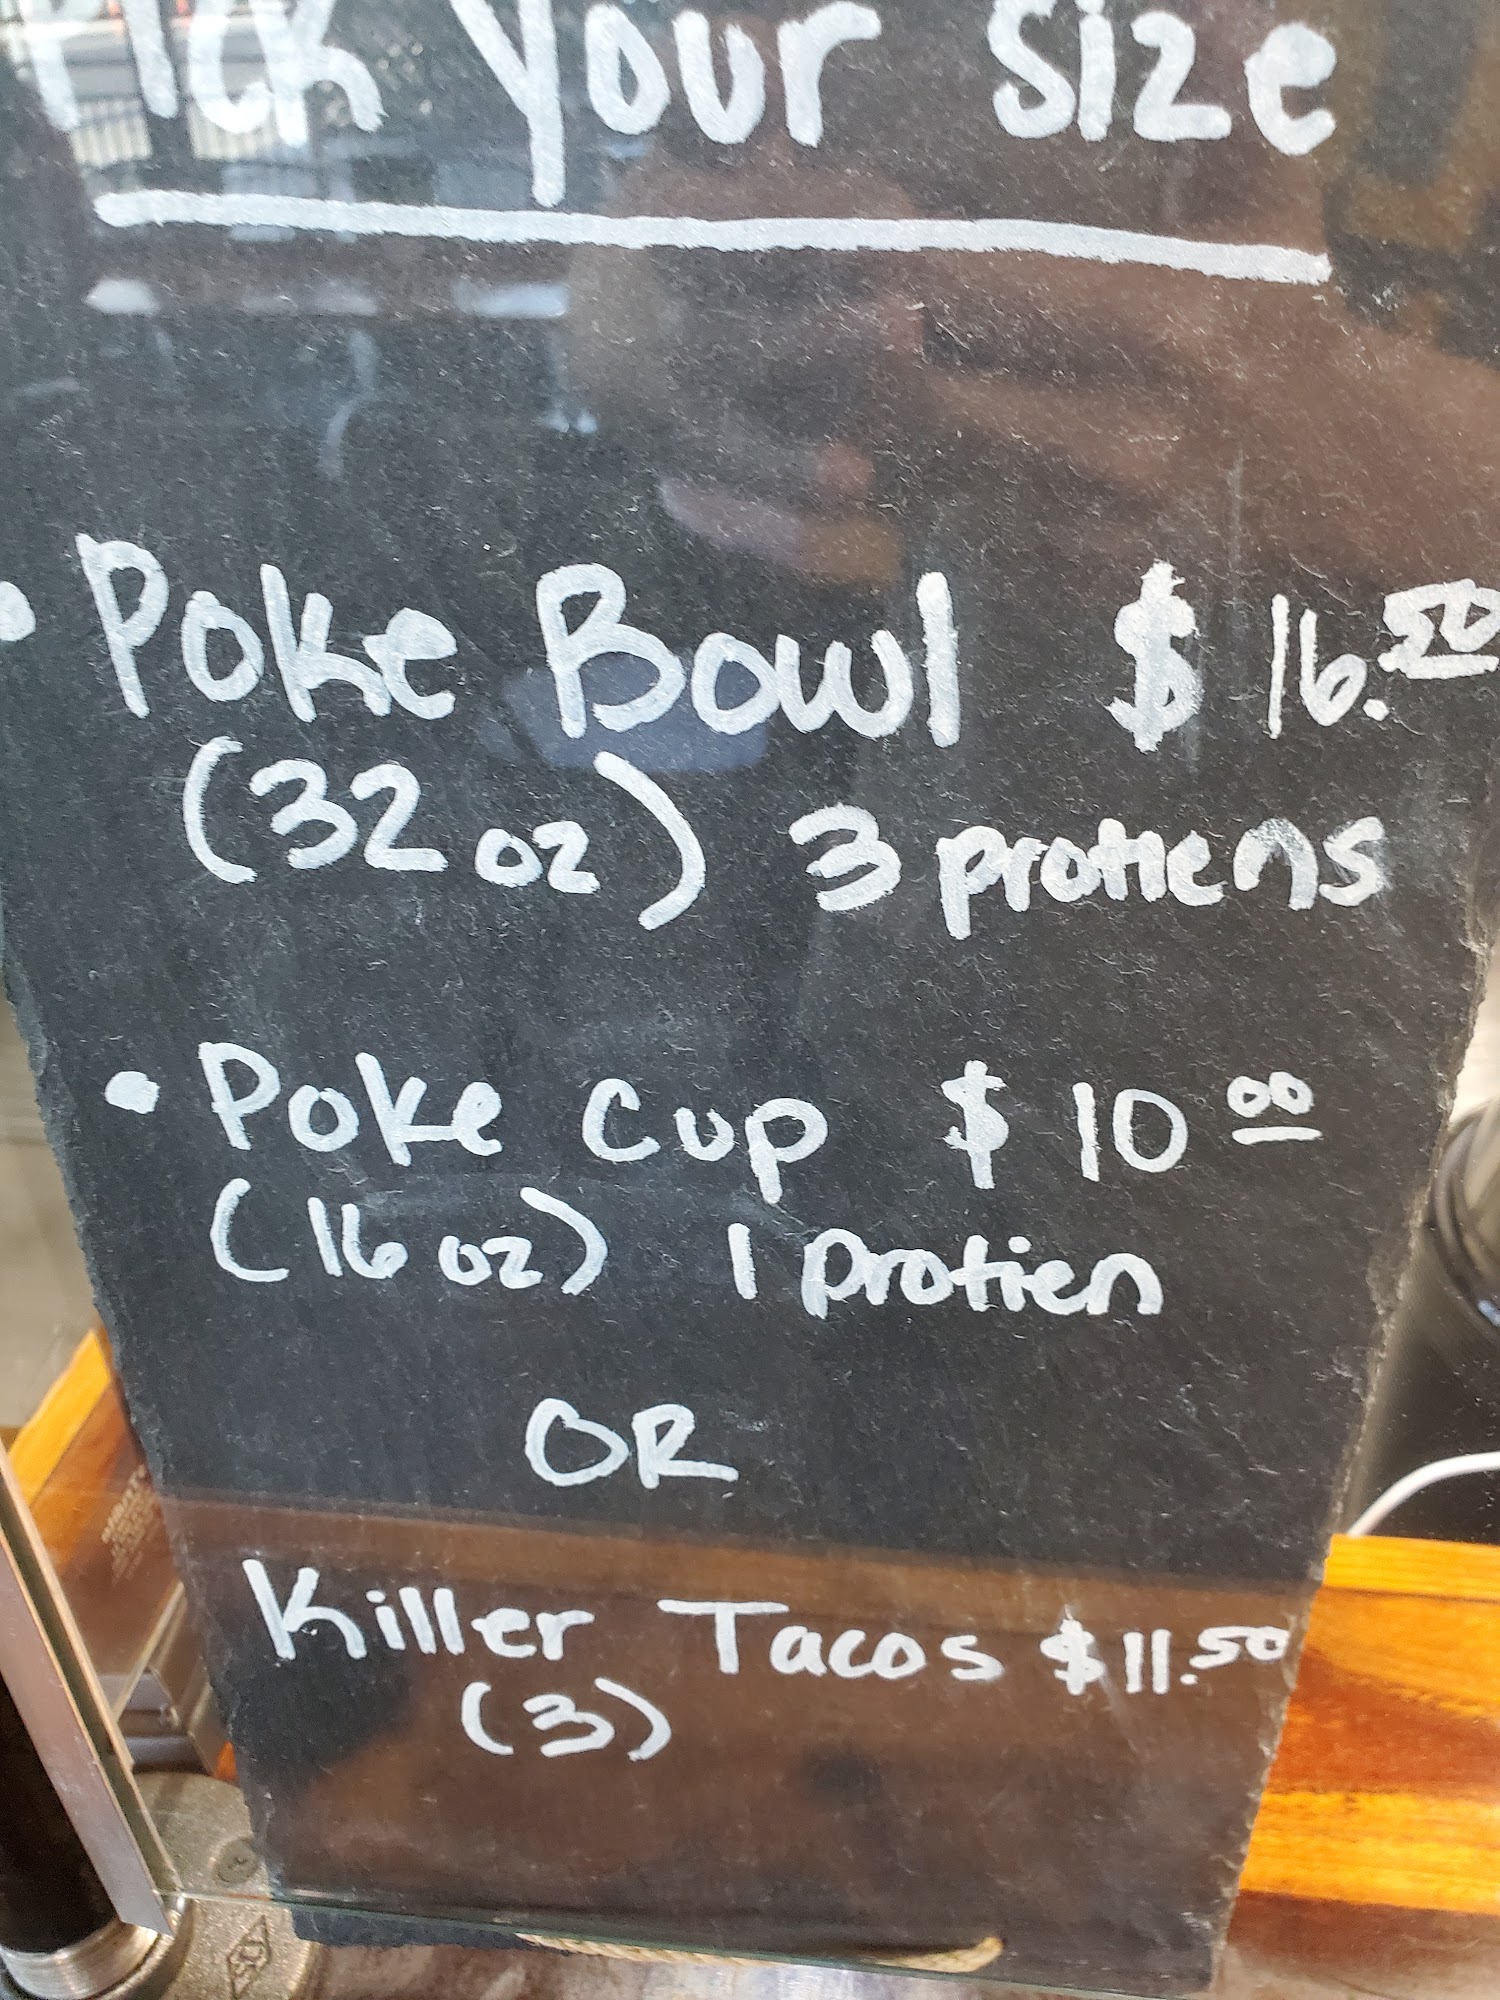 Pick your size
• Poke Bowl $16.50
(32 oz) 3 protiens
• Poke Cup $10 00
(16 oz) 1 protien
OR
Killer Tacos $11.50
(3)